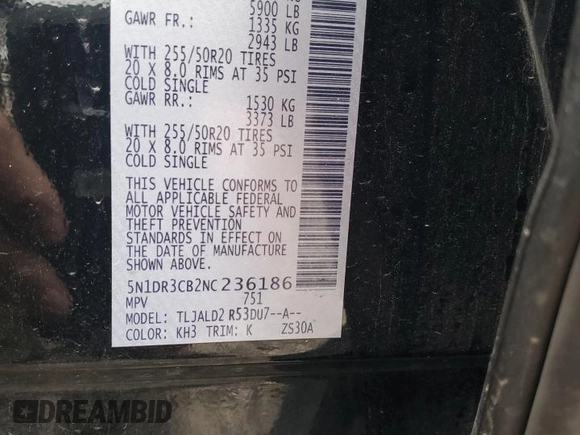 5900 LB
GAWR FR.: 1335 KG
2943 LB
WITH 255/50R20 TIRES
20 X 8.0 RIMS AT 35 PSI
COLD SINGLE
GAWR RR.: 1530 KG
3373 LB
WITH 255/50R20 TIRES
20 X 8.0 RIMS AT 35 PSI
COLD SINGLE
THIS VEHICLE CONFORMS TO
ALL APPLICABLE FEDERAL
MOTOR VEHICLE SAFETY AND
THEFT PREVENTION
STANDARDS IN EFFECT ON
THE DATE OF MANUFACTURE
SHOWN ABOVE.
5N1DR3CB2NC236186
MPV 751
MODEL: TLJALD2 R53DU7--A--
COLOR: KH3 TRIM: K ZS30A
DREAMBID